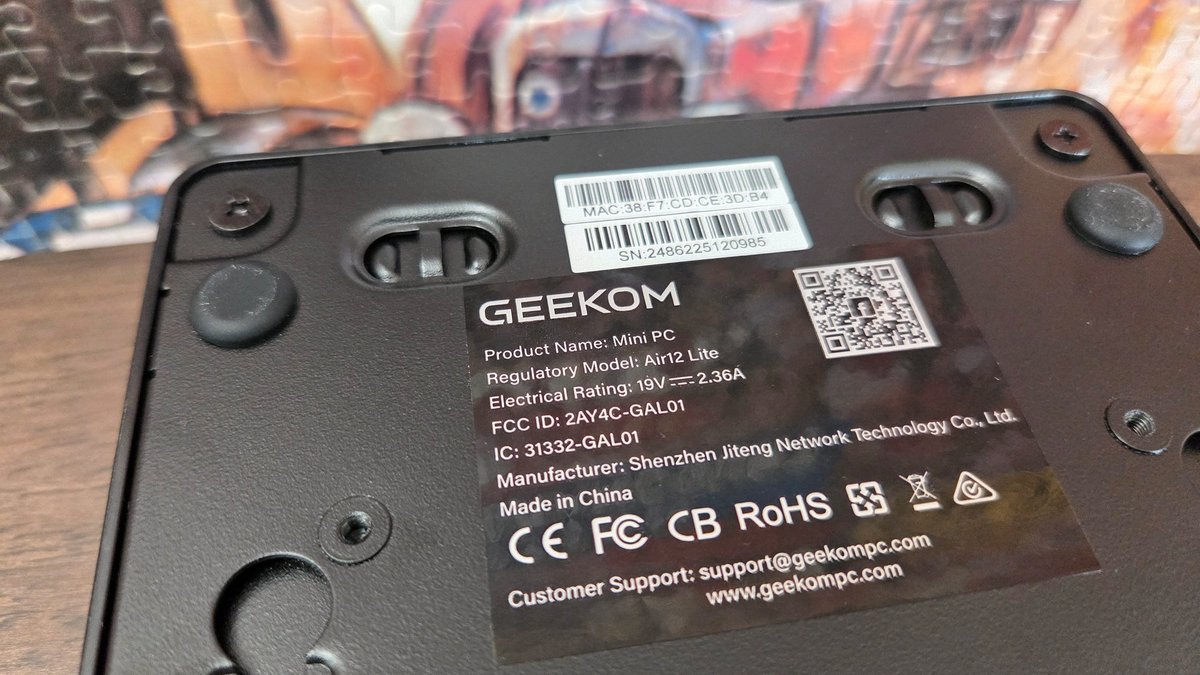 MAC:38:F7:CD:CE:3D:B4
SN:2486225120985
GEEKOM
Product Name: Mini PC
Regulatory Model: Air12 Lite
Electrical Rating: 19V⎓2.36A
FCC ID: 2AY4C-GAL01
IC: 31332-GAL01
Manufacturer: Shenzhen Jiteng Network Technology Co., Ltd.
Made in China
CE FC CB RoHS
Customer Support: support@geekompc.com
www.geekompc.com